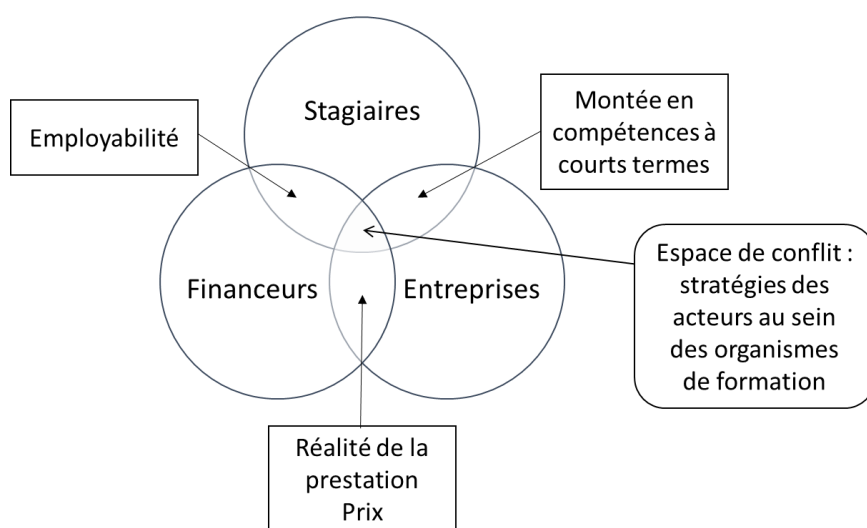 Stagiaires
Employabilité
Montée en
compétences à
courts termes
Financeurs
Entreprises
Espace de conflit :
stratégies des
acteurs au sein
des organismes
de formation
Réalité de la
prestation
Prix